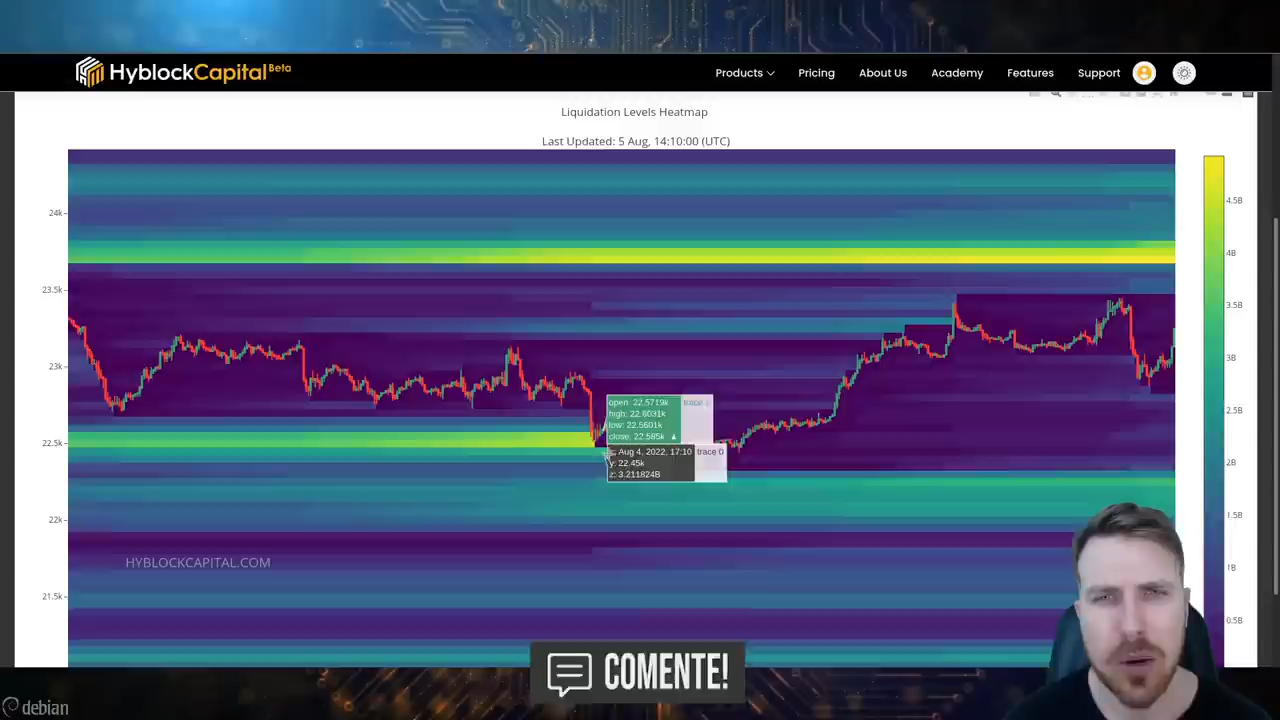 HyblockCapital Beta
Products Pricing About Us Academy Features Support
Liquidation Levels Heatmap
Last Updated: 5 Aug, 14:10:00 (UTC)
24k
23.5k
23k
22.5k
22k
21.5k
4.5B
4B
3.5B
3B
2.5B
2B
1.5B
1B
0.5B
open: 22.5719k
high: 22.6031k
low: 22.5601k
close: 22.585k ▲
Aug 4, 2022, 17:10 trace 0
y: 22.45k
z: 3.211824B
HYBLOCKCAPITAL.COM
COMENTE!
debian